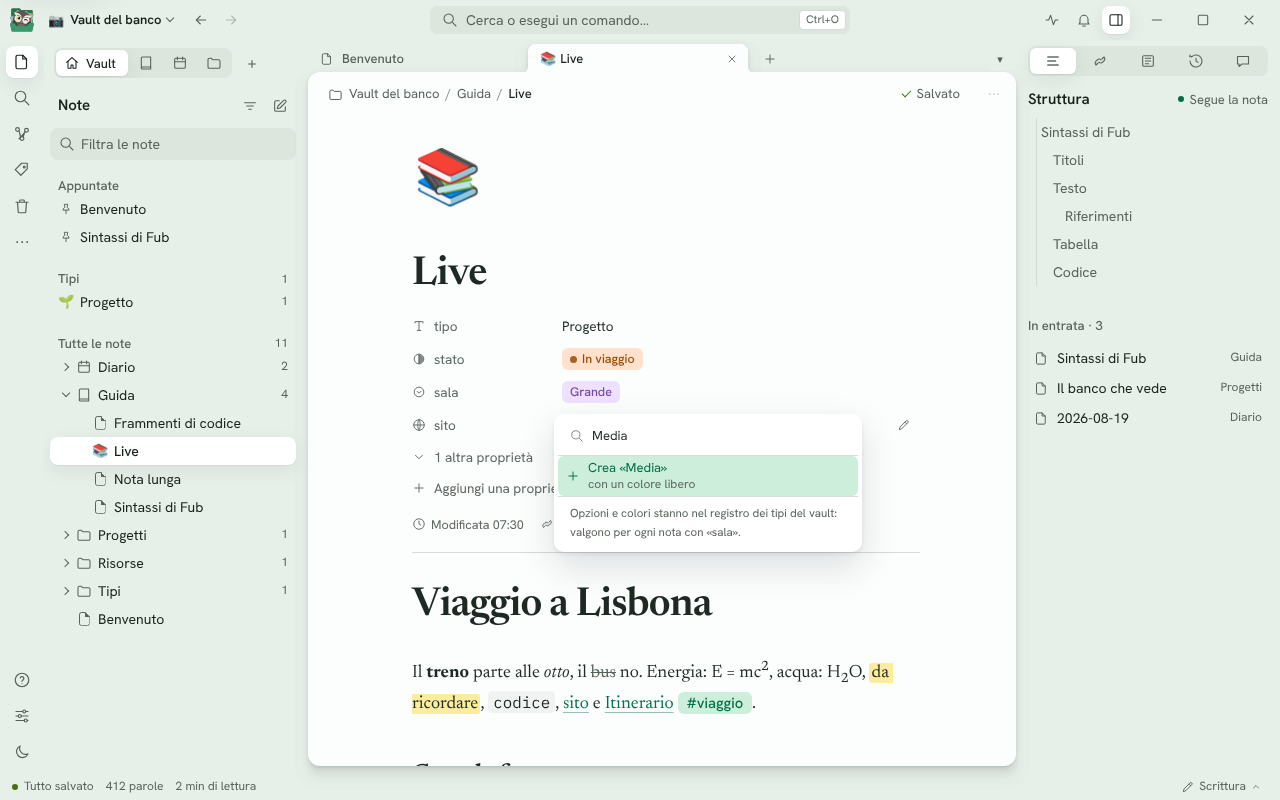 Vault del banco
Cerca o esegui un comando…
Ctrl+O
Vault
Benvenuto
Live
Note
Filtra le note
Appuntate
Benvenuto
Sintassi di Fub
Tipi 1
Progetto 1
Tutte le note 11
Diario 2
Guida 4
Frammenti di codice
Live
Nota lunga
Sintassi di Fub
Progetti 1
Risorse 1
Tipi 1
Benvenuto
Vault del banco / Guida / Live
Salvato
Live
tipo Progetto
stato In viaggio
sala Grande
sito
1 altra proprietà
Aggiungi una proprie
Modificata 07:30
Media
Crea «Media»
con un colore libero
Opzioni e colori stanno nel registro dei tipi del vault:
valgono per ogni nota con «sala».
Viaggio a Lisbona
Il treno parte alle otto, il bus no. Energia: E = mc2, acqua: H2O, da
ricordare, codice, sito e Itinerario #viaggio.
Struttura
Segue la nota
Sintassi di Fub
Titoli
Testo
Riferimenti
Tabella
Codice
In entrata · 3
Sintassi di Fub Guida
Il banco che vede Progetti
2026-08-19 Diario
Tutto salvato 412 parole 2 min di lettura
Scrittura